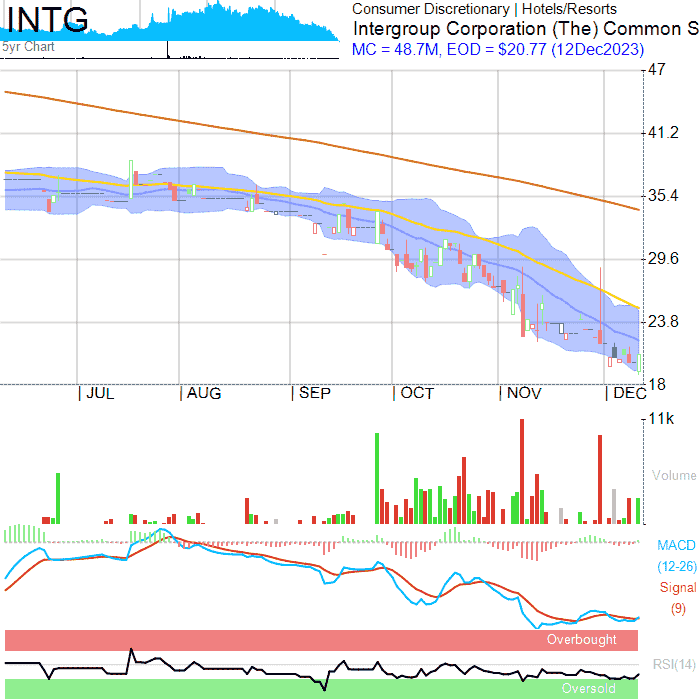 INTG
5yr Chart
Consumer Discretionary | Hotels/Resorts
Intergroup Corporation (The) Common S
MC = 48.7M, EOD = $20.77 (12Dec2023)
47
41.2
35.4
29.6
23.8
18
JUL
AUG
SEP
OCT
NOV
DEC
11k
Volume
MACD
(12-26)
Signal
(9)
Overbought
RSI(14)
Oversold